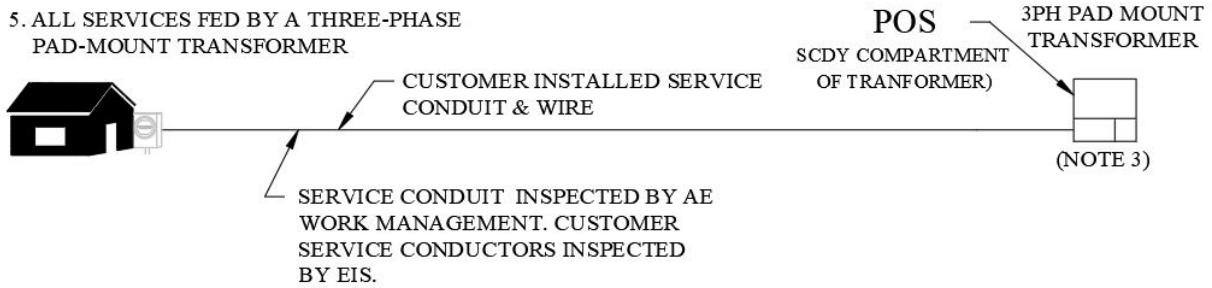 5. ALL SERVICES FED BY A THREE-PHASE
PAD-MOUNT TRANSFORMER
POS
SCDY COMPARTMENT
OF TRANFORMER)
3PH PAD MOUNT
TRANSFORMER
CUSTOMER INSTALLED SERVICE
CONDUIT & WIRE
(NOTE 3)
SERVICE CONDUIT INSPECTED BY AE
WORK MANAGEMENT. CUSTOMER
SERVICE CONDUCTORS INSPECTED
BY EIS.